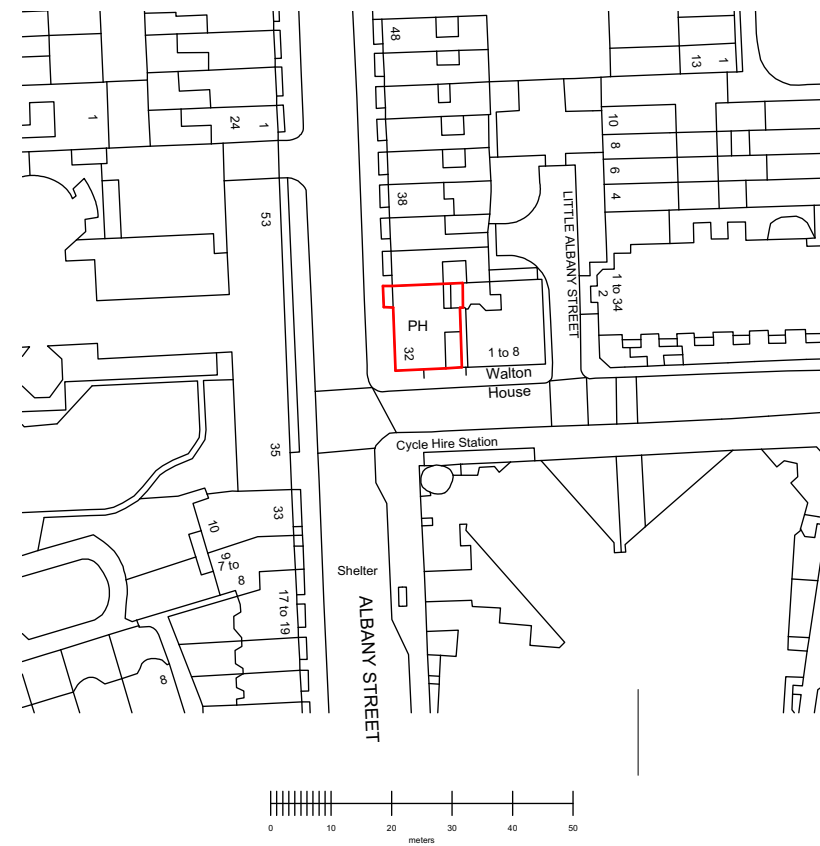 48
13
1
1
24
1
10
8
6
4
38
53
LITTLE ALBANY STREET
1 to 34
2
PH
32
1 to 8
Walton
House
Cycle Hire Station
35
33
10
9
7 to
8
Shelter
17 to 19
ALBANY STREET
8
0
10
20
30
40
50
meters